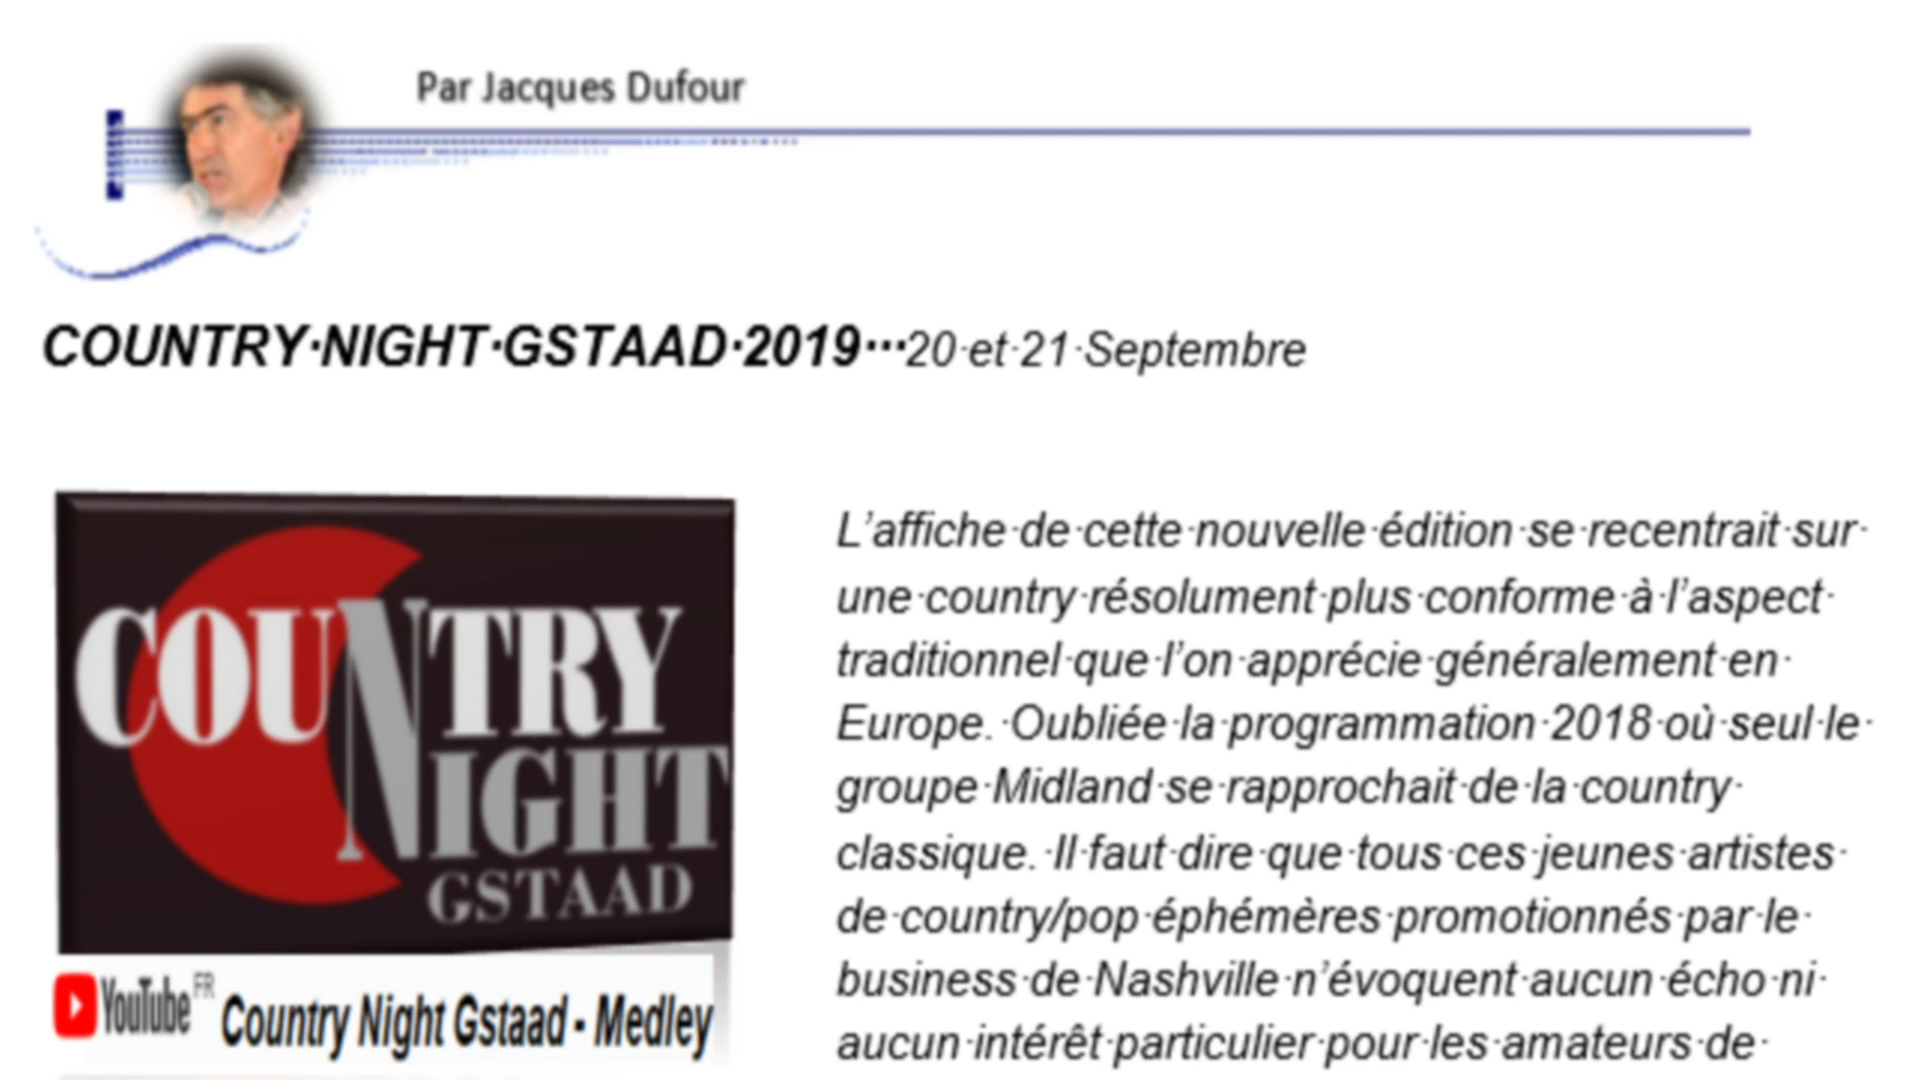 Par Jacques Dufour
COUNTRY·NIGHT·GSTAAD·2019···20·et·21·Septembre
COUNTRY
NIGHT
GSTAAD
YouTube FR Country Night Gstaad - Medley
L’affiche·de·cette·nouvelle·édition·se·recentrait·sur·
une·country·résolument·plus·conforme·à·l’aspect·
traditionnel·que·l’on·apprécie·généralement·en·
Europe.·Oubliée·la·programmation·2018·où·seul·le·
groupe·Midland·se·rapprochait·de·la·country·
classique.·Il·faut·dire·que·tous·ces·jeunes·artistes·
de·country/pop·éphémères·promotionnés·par·le·
business·de·Nashville·n’évoquent·aucun·écho·ni·
aucun·intérêt·particulier·pour·les·amateurs·de·